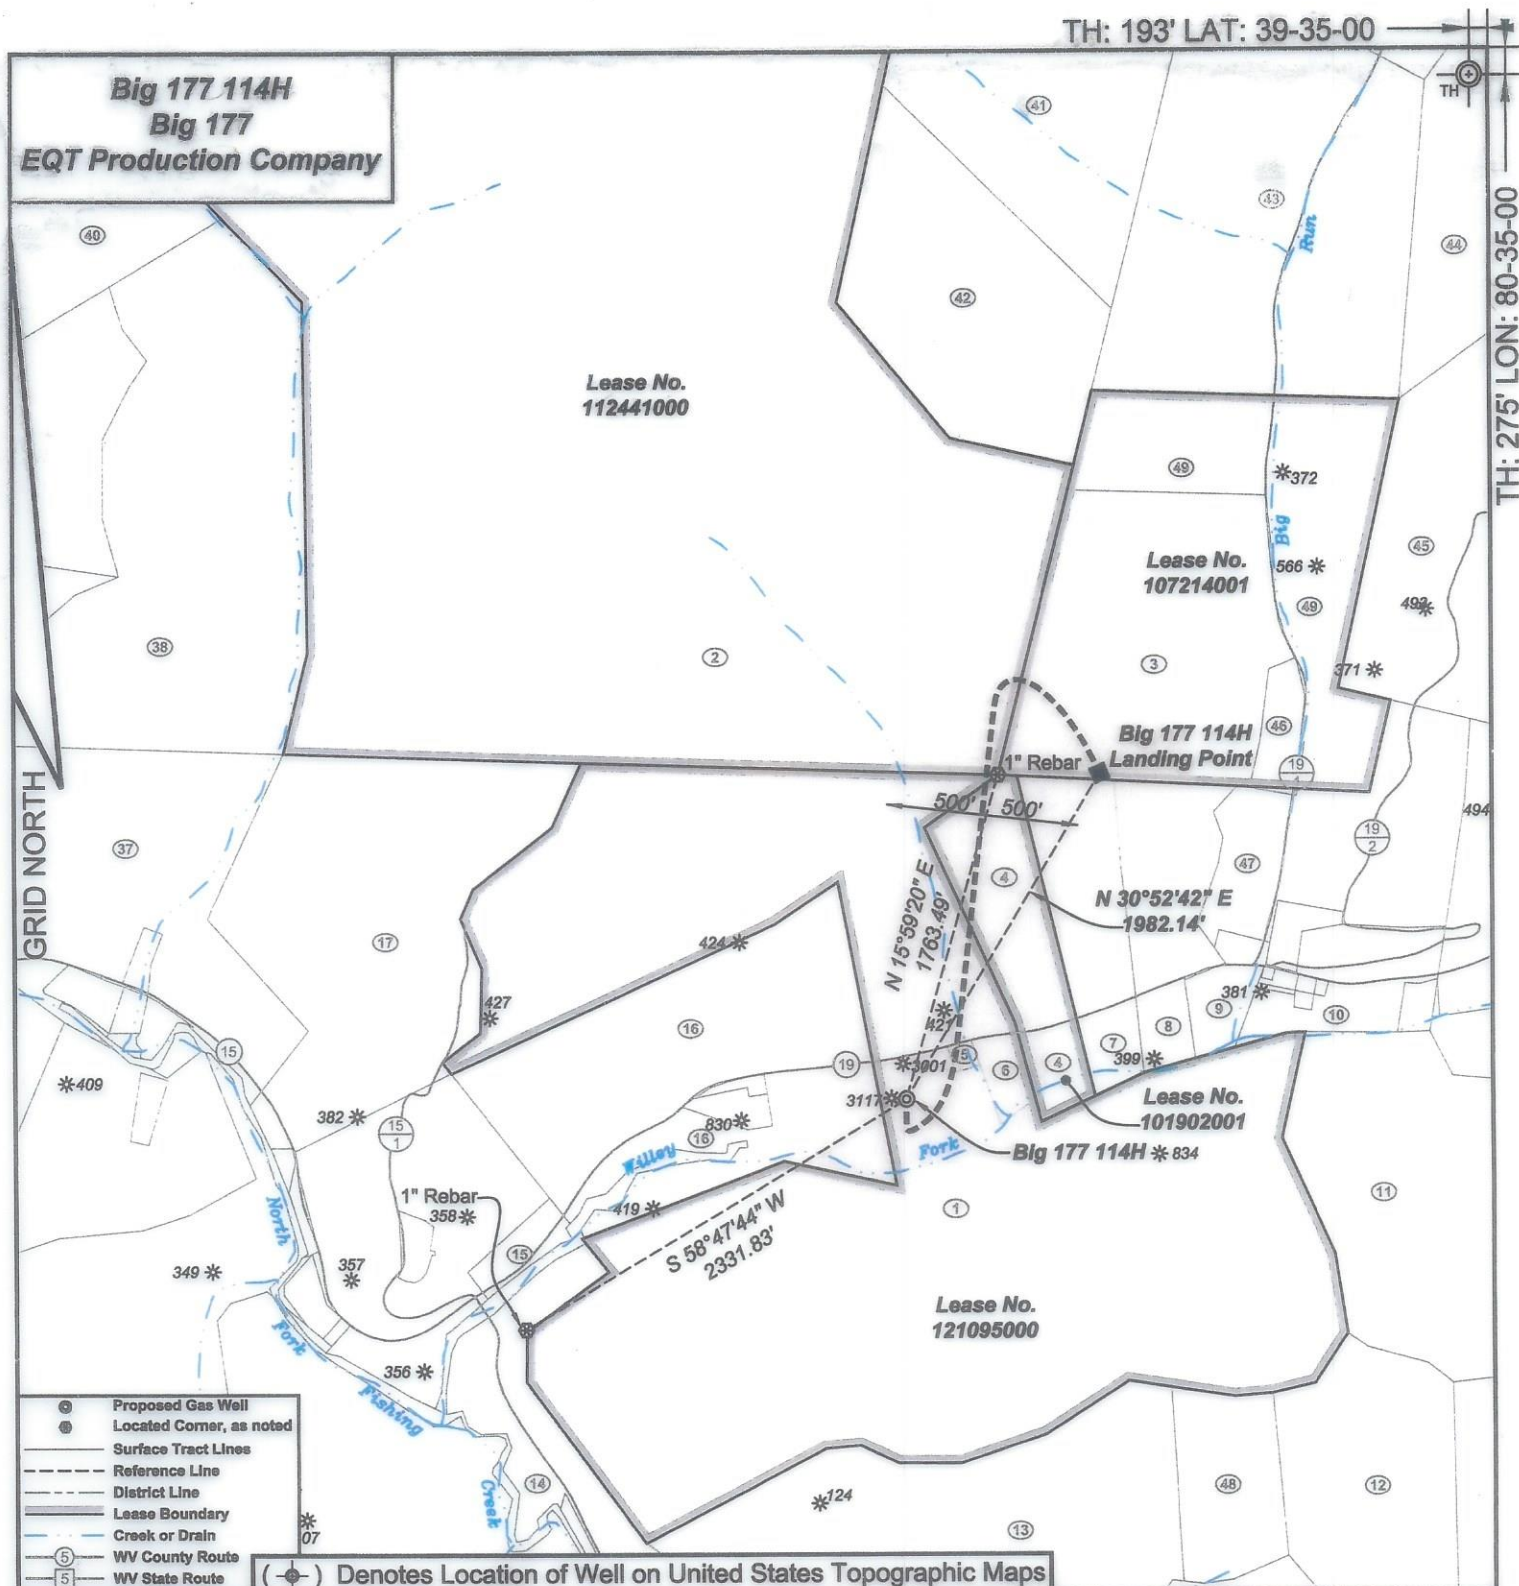 TH: 193' LAT: 39-35-00
TH
TH: 275' LON: 80-35-00
Big 177 114H
Big 177
EQT Production Company
40
41
43
Run
44
42
Lease No.
112441000
49
372
Big
Lease No.
107214001
566
49
45
493
38
2
3
371
46
Big 177 114H
Landing Point
19
1
1" Rebar
500'
500'
494
GRID NORTH
37
19
2
47
4
N 15°59'20" E
1763.49'
N 30°52'42" E
1982.14'
17
424
427
16
421
381
9
10
8
7
15
19
3001
5
6
4
399
409
3117
Lease No.
101902001
382
15
1
830
16
Willey
Fork
Big 177 114H
834
1" Rebar
358
419
1
11
North
S 58°47'44" W
2331.83'
15
349
357
Fork
Lease No.
121095000
356
Fishing
Creek
14
124
48
12
13
07
Proposed Gas Well
Located Corner, as noted
Surface Tract Lines
Reference Line
District Line
Lease Boundary
Creek or Drain
5 WV County Route
5 WV State Route
( ) Denotes Location of Well on United States Topographic Maps